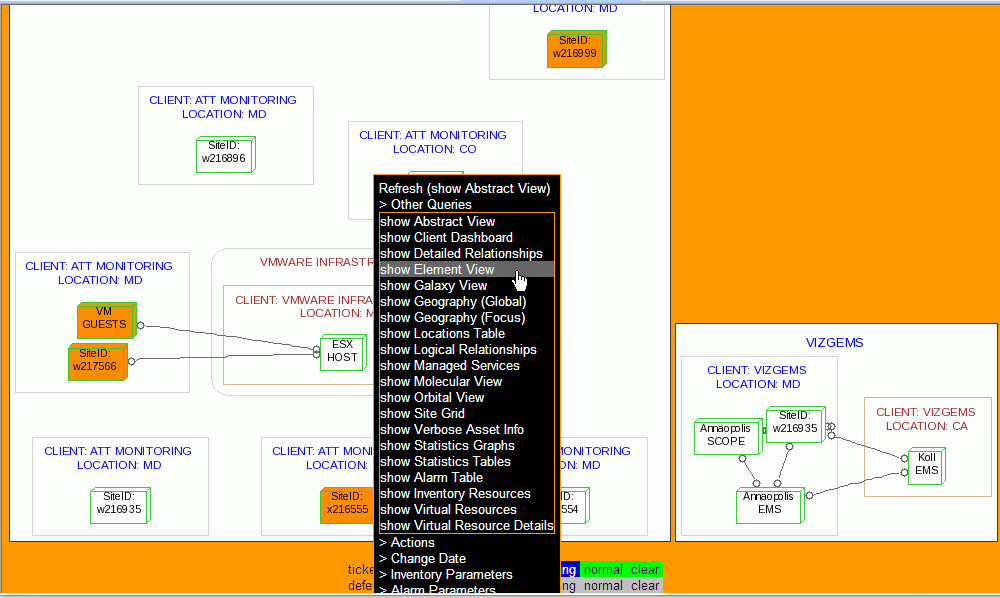 LOCATION: MD
SiteID:
w216999
CLIENT: ATT MONITORING
LOCATION: MD
SiteID:
w216896
CLIENT: ATT MONITORING
LOCATION: CO
Refresh (show Abstract View)
> Other Queries
show Abstract View
show Client Dashboard
show Detailed Relationships
show Element View
show Galaxy View
show Geography (Global)
show Geography (Focus)
show Locations Table
show Logical Relationships
show Managed Services
show Molecular View
show Orbital View
show Site Grid
show Verbose Asset Info
show Statistics Graphs
show Statistics Tables
show Alarm Table
show Inventory Resources
show Virtual Resources
show Virtual Resource Details
> Actions
> Change Date
> Inventory Parameters
> Alarm Parameters
CLIENT: ATT MONITORING
LOCATION: MD
VM
GUESTS
SiteID:
w217566
VMWARE INFRASTR
CLIENT: VMWARE INFRA
LOCATION: M
ESX
HOST
CLIENT: ATT MONITORING
LOCATION: MD
SiteID:
w216935
CLIENT: ATT M
LOCATION:
SiteID:
x216555
MONITORING
: MD
ID:
554
VIZGEMS
CLIENT: VIZGEMS
LOCATION: MD
Annaopolis
SCOPE
SiteID:
w216935
Annaopolis
EMS
CLIENT: VIZGEMS
LOCATION: CA
Koll
EMS
ticke
ng normal clear
defe
ng normal clear